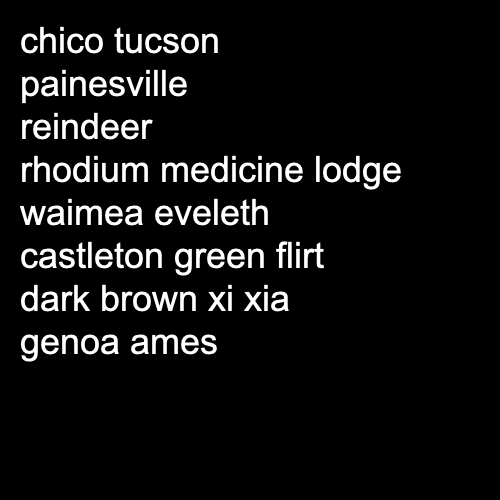 chico tucson
painesville
reindeer
rhodium medicine lodge
waimea eveleth
castleton green flirt
dark brown xi xia
genoa ames